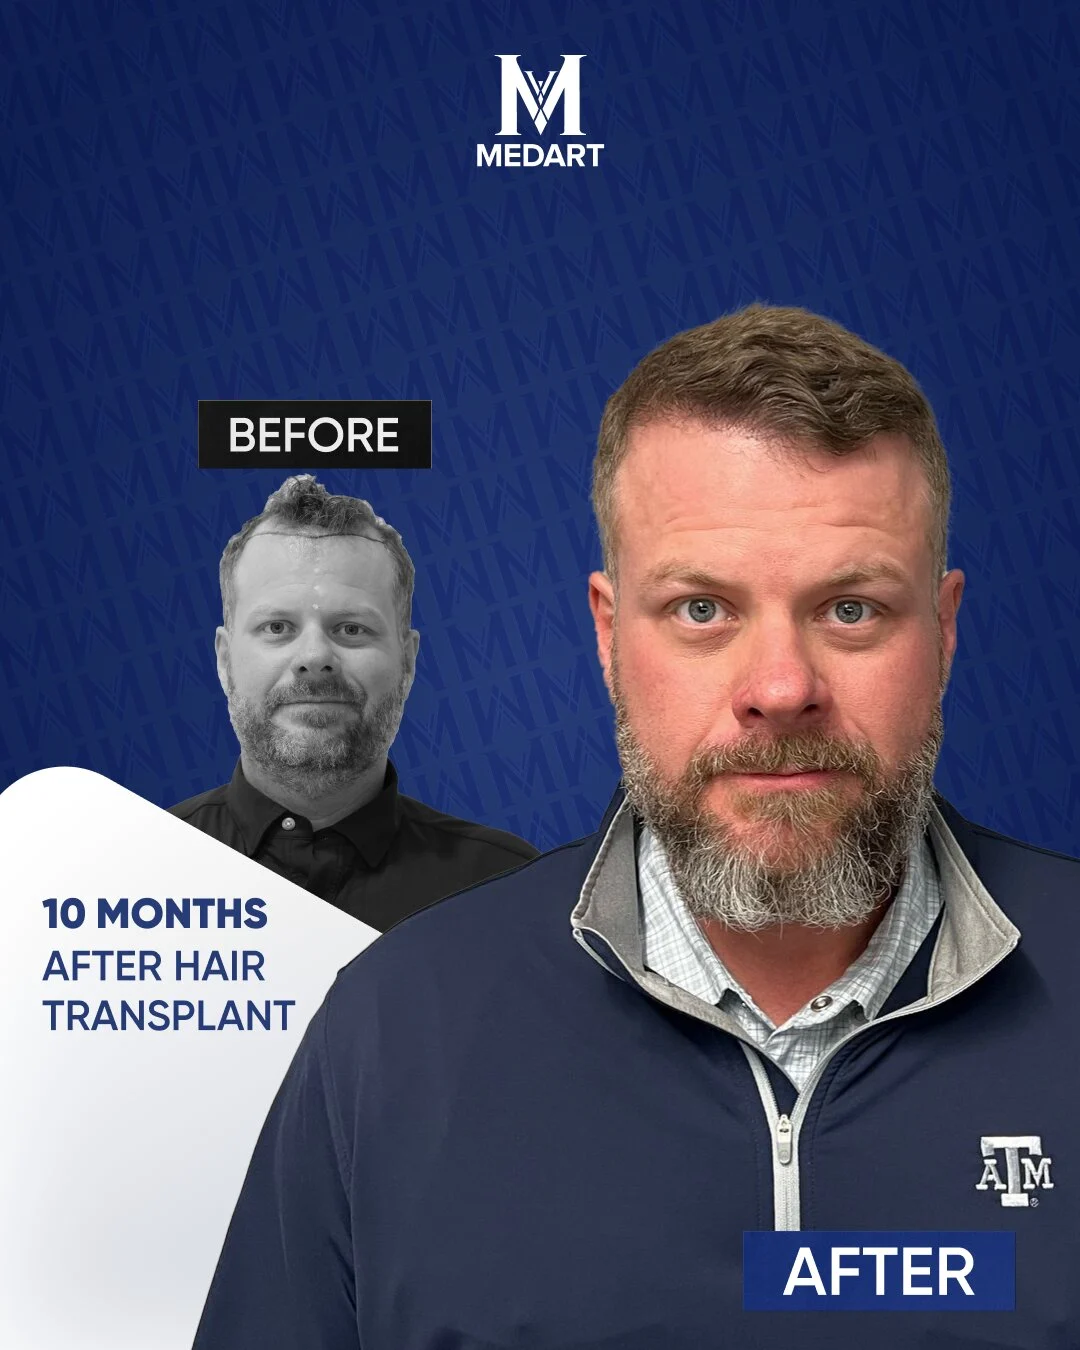 MEDART
BEFORE
10 MONTHS
AFTER HAIR
TRANSPLANT
ATM
®
AFTER